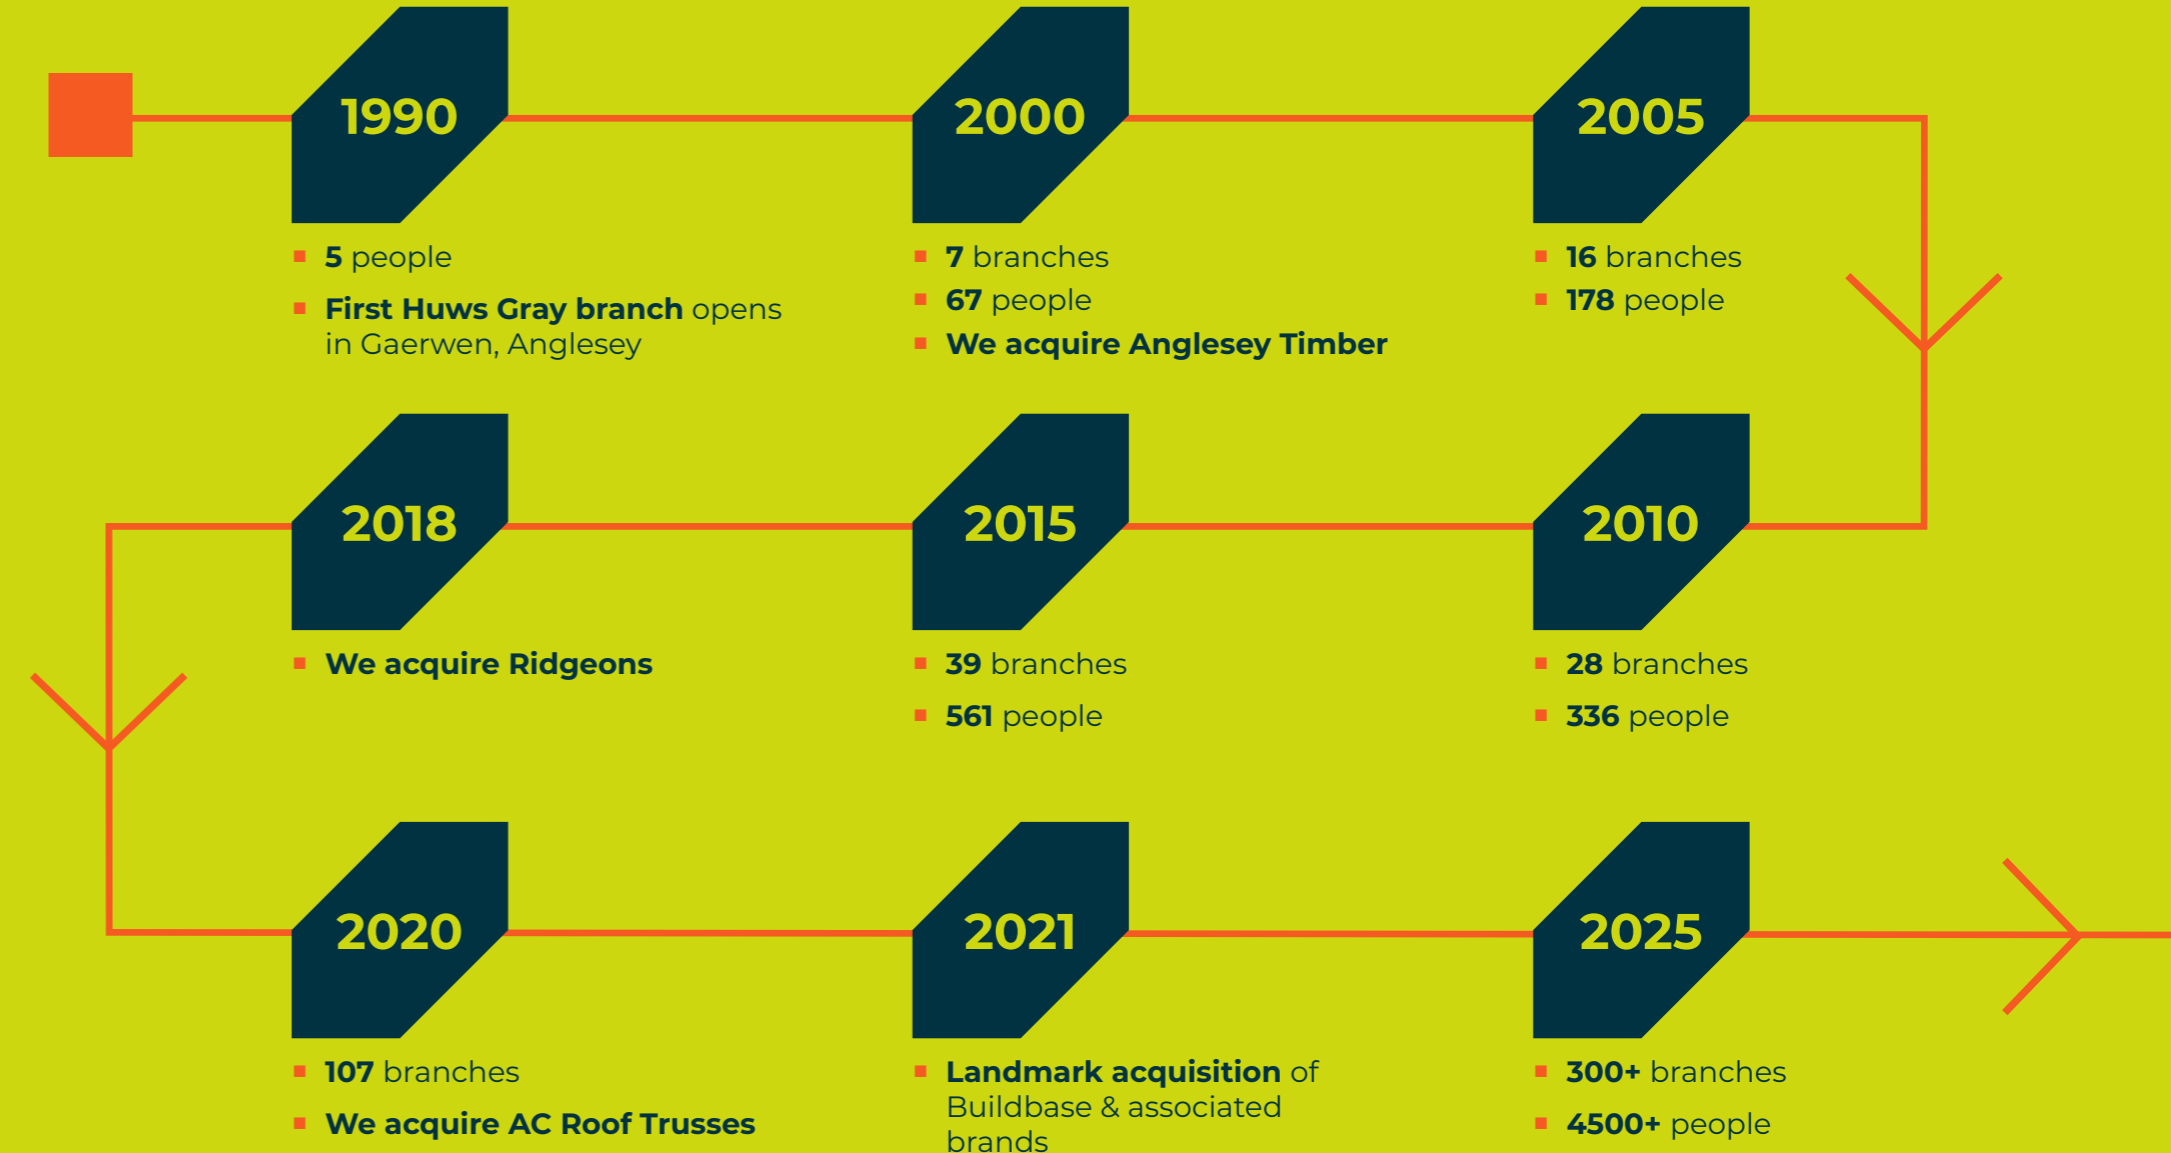 1990
5 people
First Huws Gray branch opens
in Gaerwen, Anglesey
2000
7 branches
67 people
We acquire Anglesey Timber
2005
16 branches
178 people
2010
28 branches
336 people
2015
39 branches
561 people
2018
We acquire Ridgeons
2020
107 branches
We acquire AC Roof Trusses
2021
Landmark acquisition of
Buildbase & associated
brands
2025
300+ branches
4500+ people